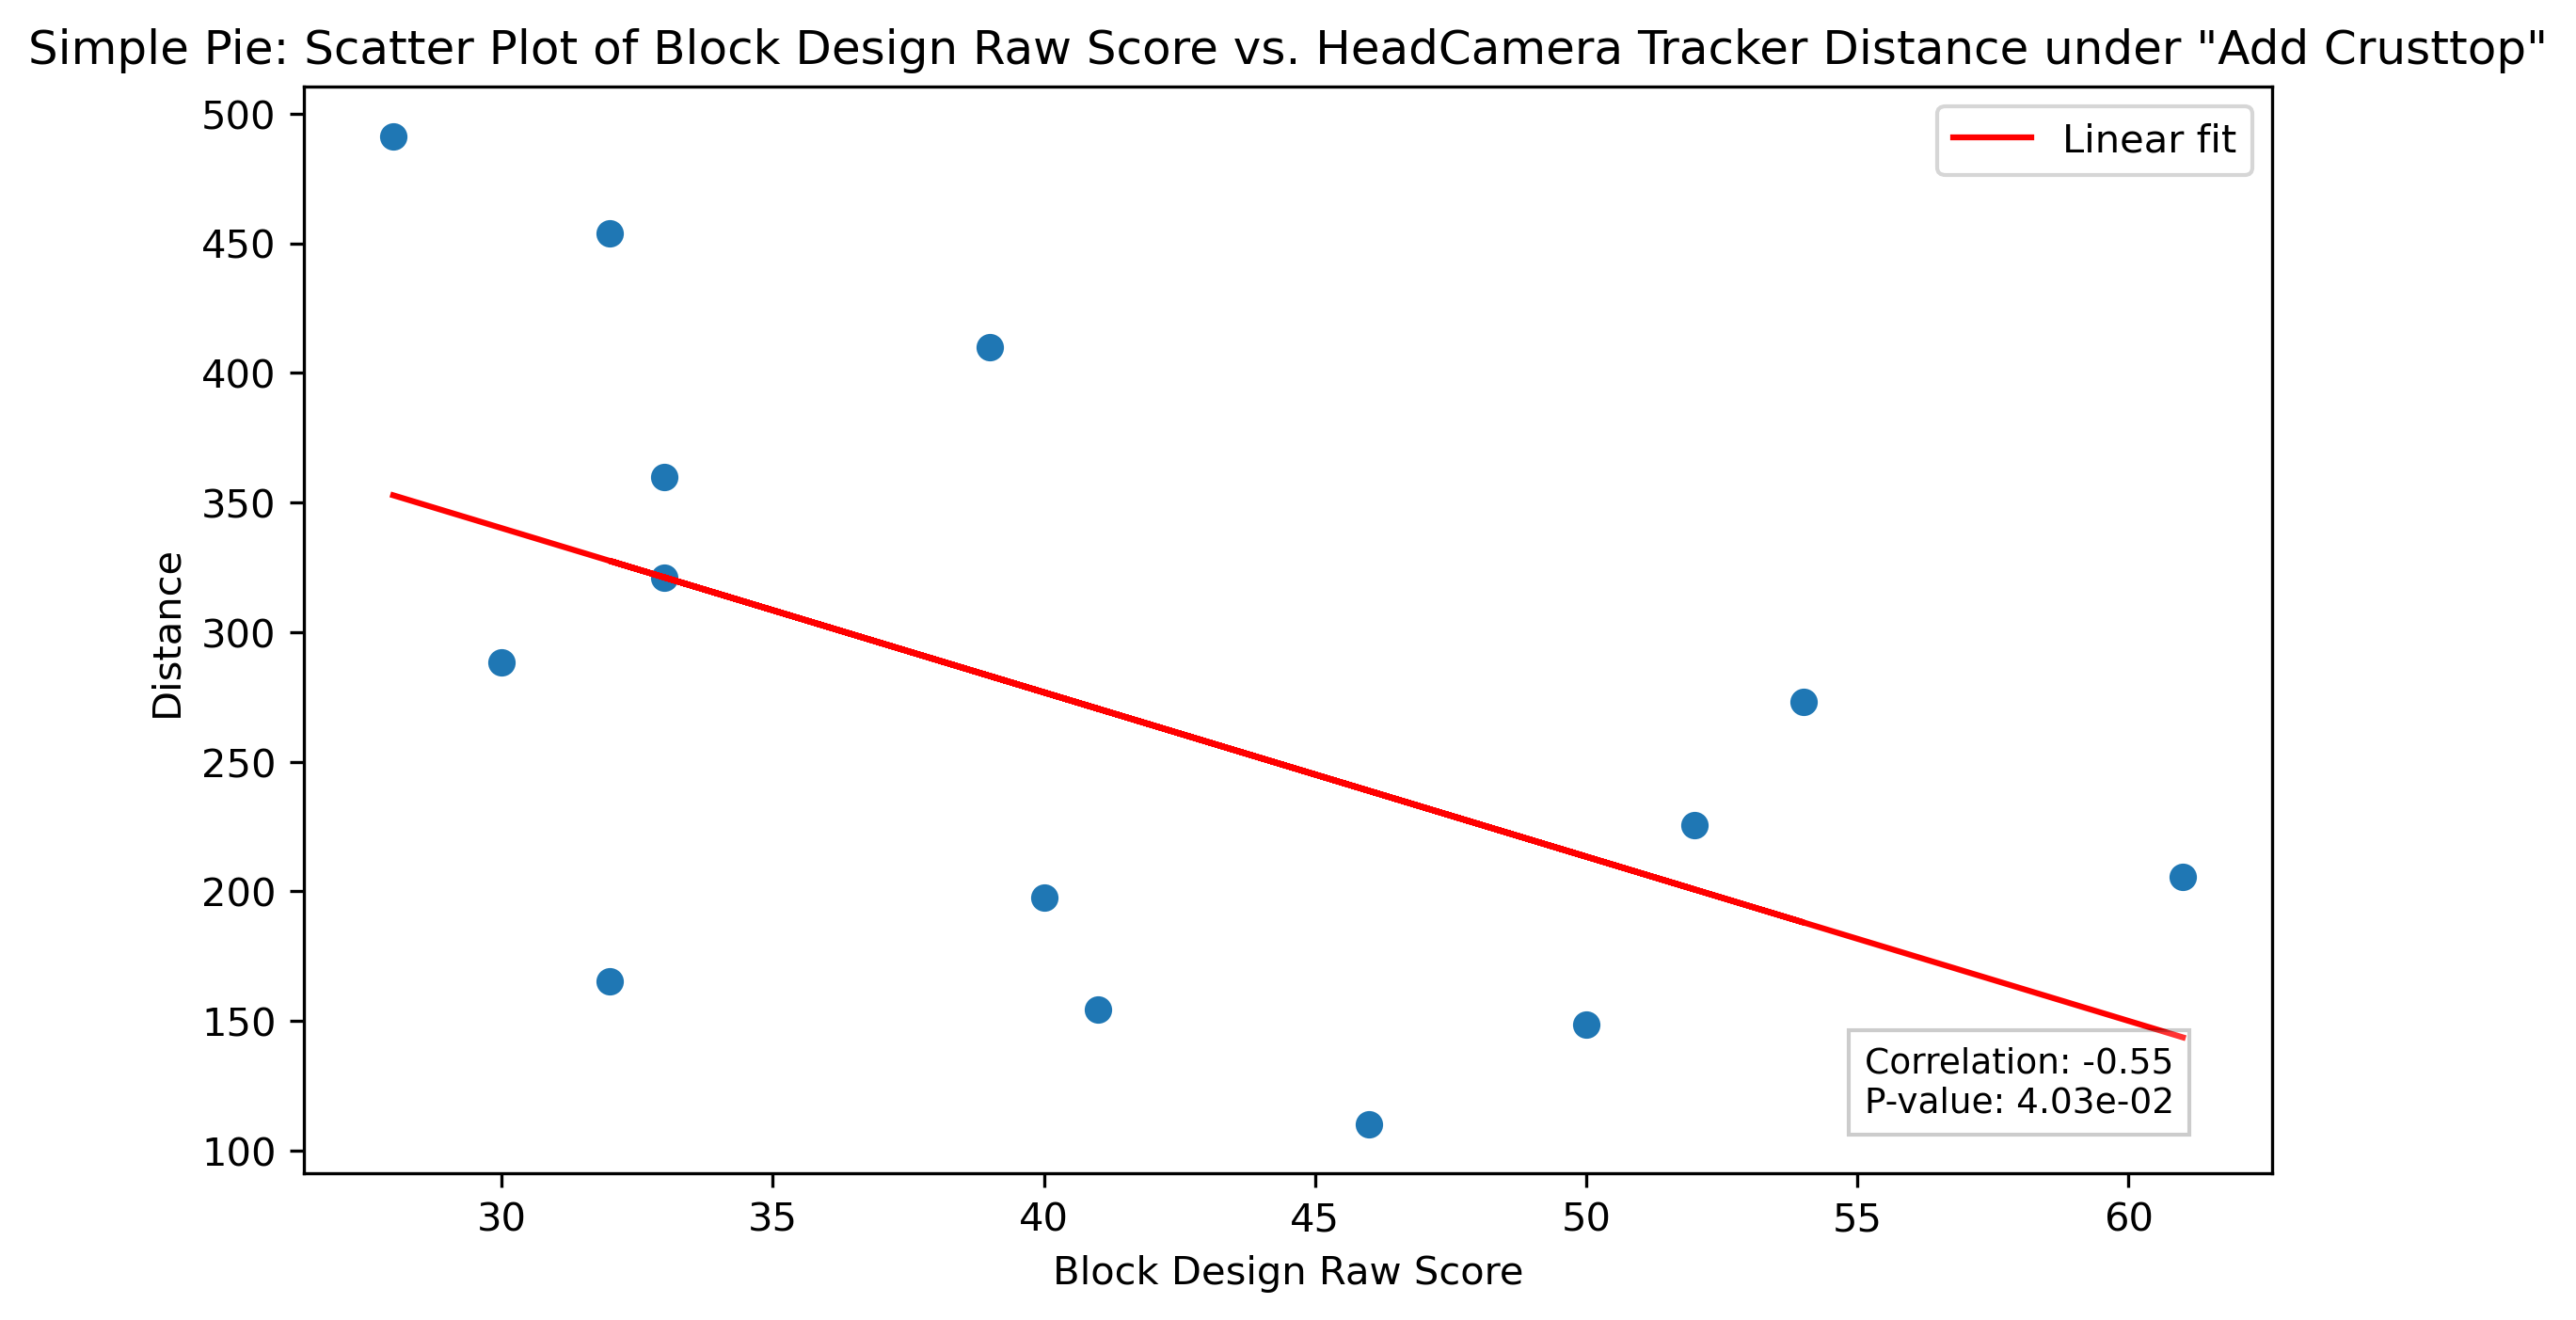 Simple Pie: Scatter Plot of Block Design Raw Score vs. HeadCamera Tracker Distance under "Add Crusttop"
Linear fit
500
450
400
350
300
250
200
150
100
Distance
Correlation: -0.55
P-value: 4.03e-02
30 35 40 45 50 55 60
Block Design Raw Score